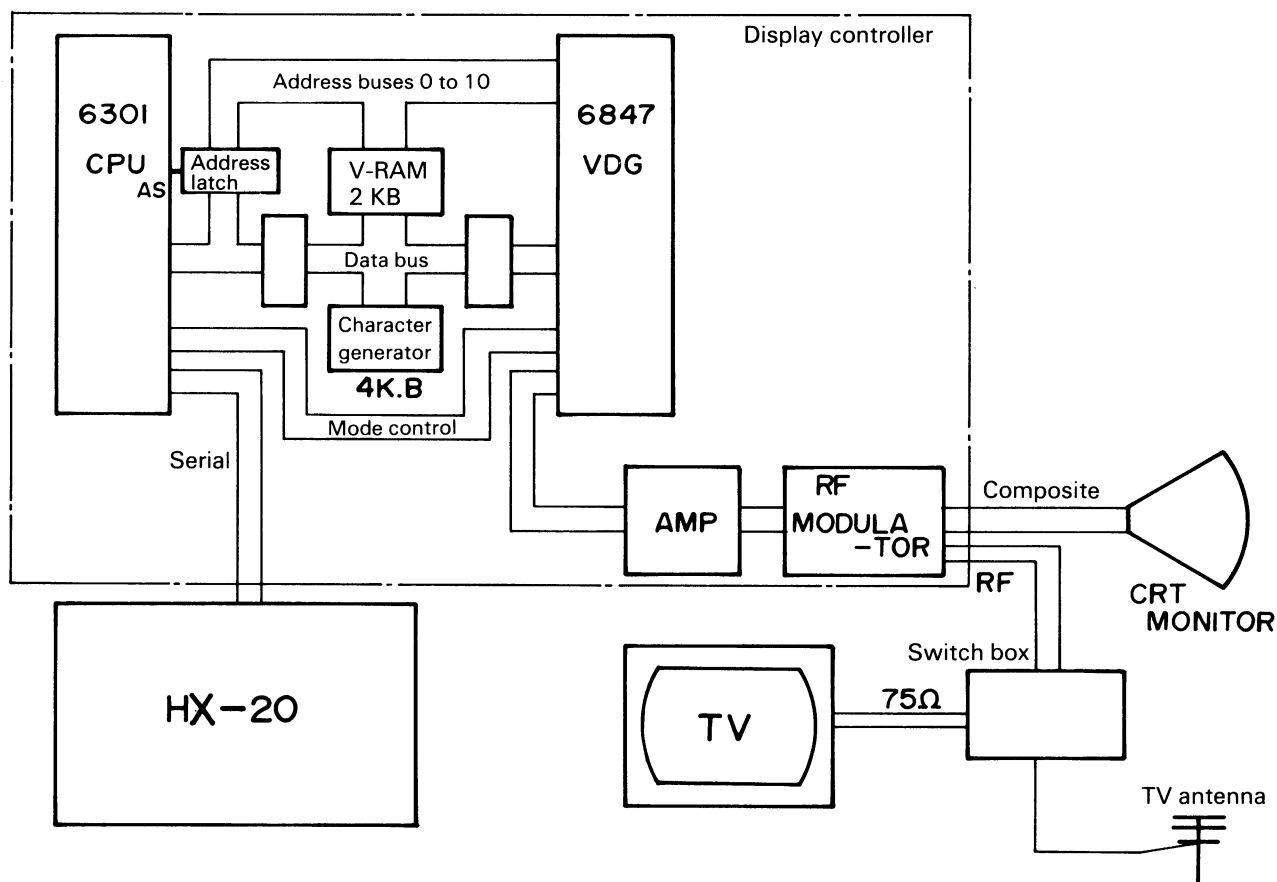 Display controller
Address buses 0 to 10
6301
CPU
AS
Address
latch
V-RAM
2 KB
6847
VDG
Data bus
Character
generator
4K.B
Mode control
Serial
AMP
RF
MODULA
-TOR
Composite
RF
CRT
MONITOR
HX-20
Switch box
TV
75Ω
TV antenna